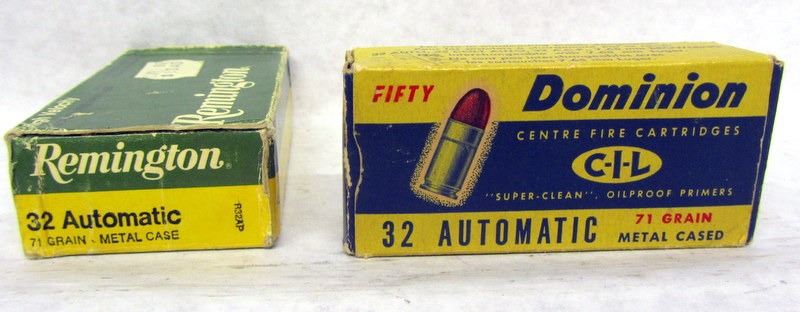 Remington
Remington®
32 Automatic
71 GRAIN - METAL CASE
R32AP
FIFTY
Dominion
CENTRE FIRE CARTRIDGES
C-I-L
"SUPER-CLEAN", OILPROOF PRIMERS
32 AUTOMATIC
71 GRAIN
METAL CASED